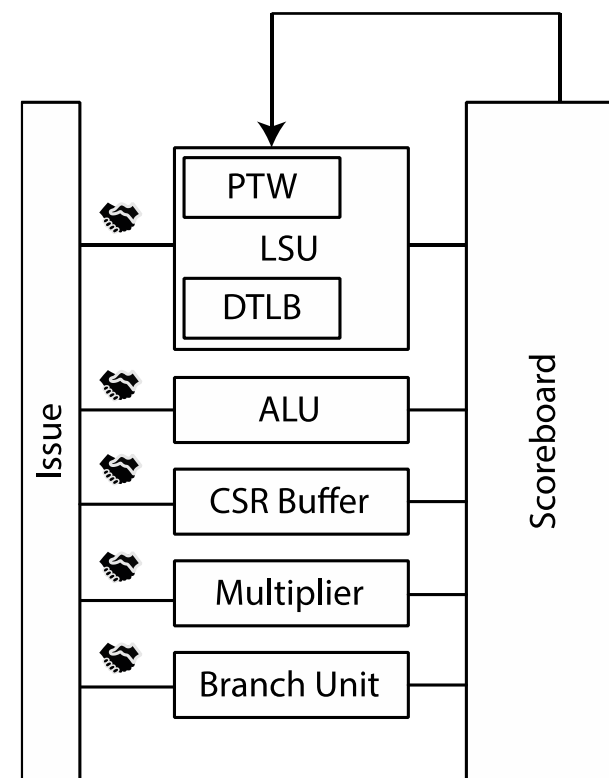 PTW
LSU
DTLB
ALU
CSR Buffer
Multiplier
Branch Unit
Issue
Scoreboard